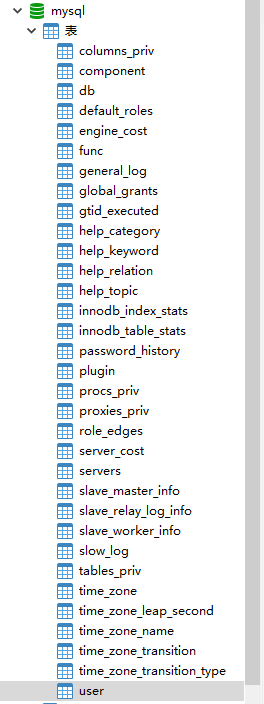 mysql
表
columns_priv
component
db
default_roles
engine_cost
func
general_log
global_grants
gtid_executed
help_category
help_keyword
help_relation
help_topic
innodb_index_stats
innodb_table_stats
password_history
plugin
procs_priv
proxies_priv
role_edges
server_cost
servers
slave_master_info
slave_relay_log_info
slave_worker_info
slow_log
tables_priv
time_zone
time_zone_leap_second
time_zone_name
time_zone_transition
time_zone_transition_type
user